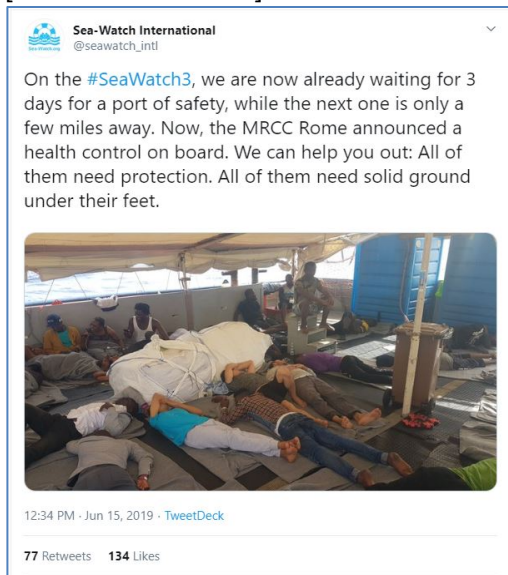 Sea-Watch International
@seawatch_intl
On the #SeaWatch3, we are now already waiting for 3
days for a port of safety, while the next one is only a
few miles away. Now, the MRCC Rome announced a
health control on board. We can help you out: All of
them need protection. All of them need solid ground
under their feet.
12:34 PM · Jun 15, 2019 · TweetDeck
77 Retweets 134 Likes